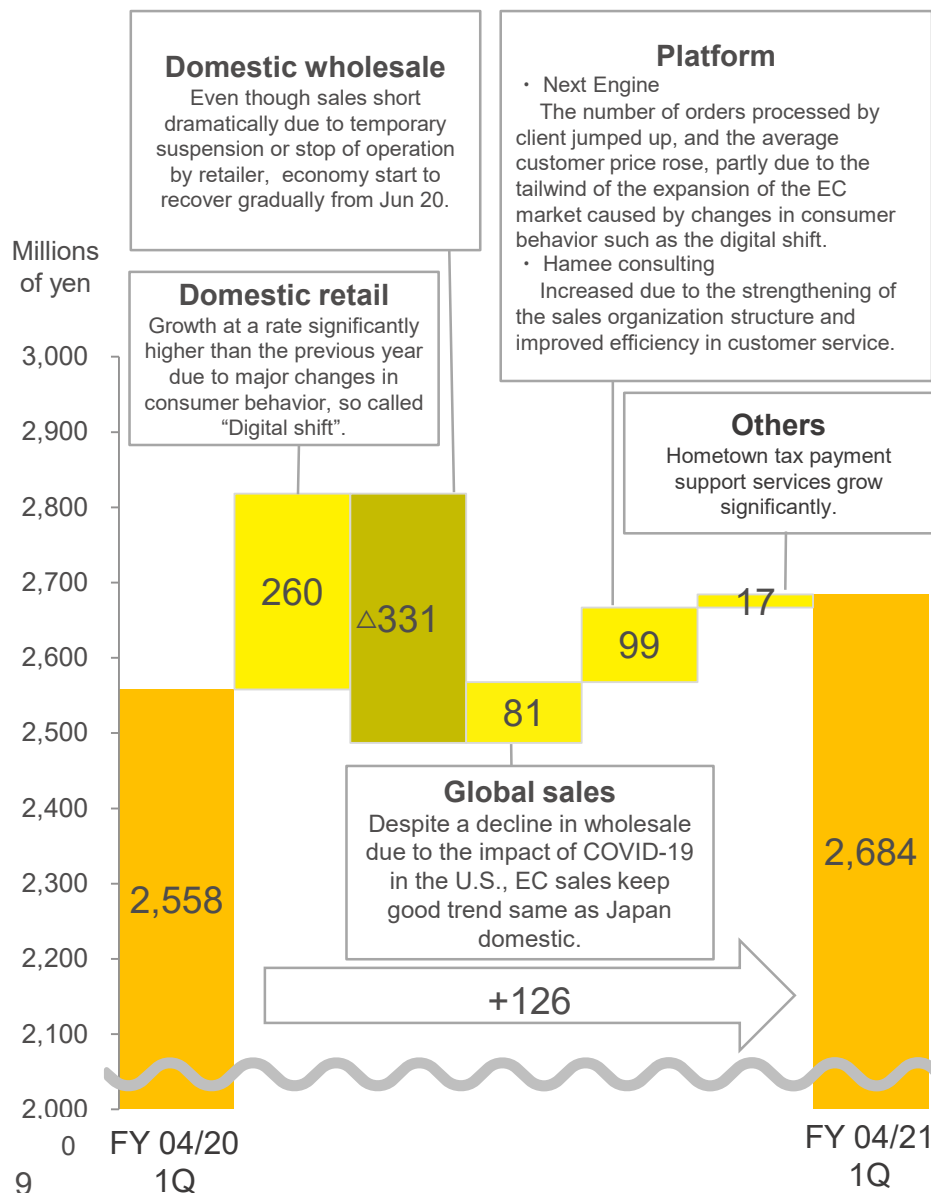 Domestic wholesale
Even though sales short
dramatically due to temporary
suspension or stop of operation
by retailer, economy start to
recover gradually from Jun 20.
Platform
・ Next Engine
The number of orders processed by
client jumped up, and the average
customer price rose, partly due to the
tailwind of the expansion of the EC
market caused by changes in consumer
behavior such as the digital shift.
・ Hamee consulting
Increased due to the strengthening of
the sales organization structure and
improved efficiency in customer service.
Millions
of yen
Domestic retail
Growth at a rate significantly
higher than the previous year
due to major changes in
consumer behavior, so called
“Digital shift”.
Others
Hometown tax payment
support services grow
significantly.
3,000
2,900
2,800
2,700
2,600
2,500
2,400
2,300
2,200
2,100
2,000
0
260
△331
81
99
17
Global sales
Despite a decline in wholesale
due to the impact of COVID-19
in the U.S., EC sales keep
good trend same as Japan
domestic.
2,558
2,684
+126
FY 04/20
1Q
FY 04/21
1Q
9